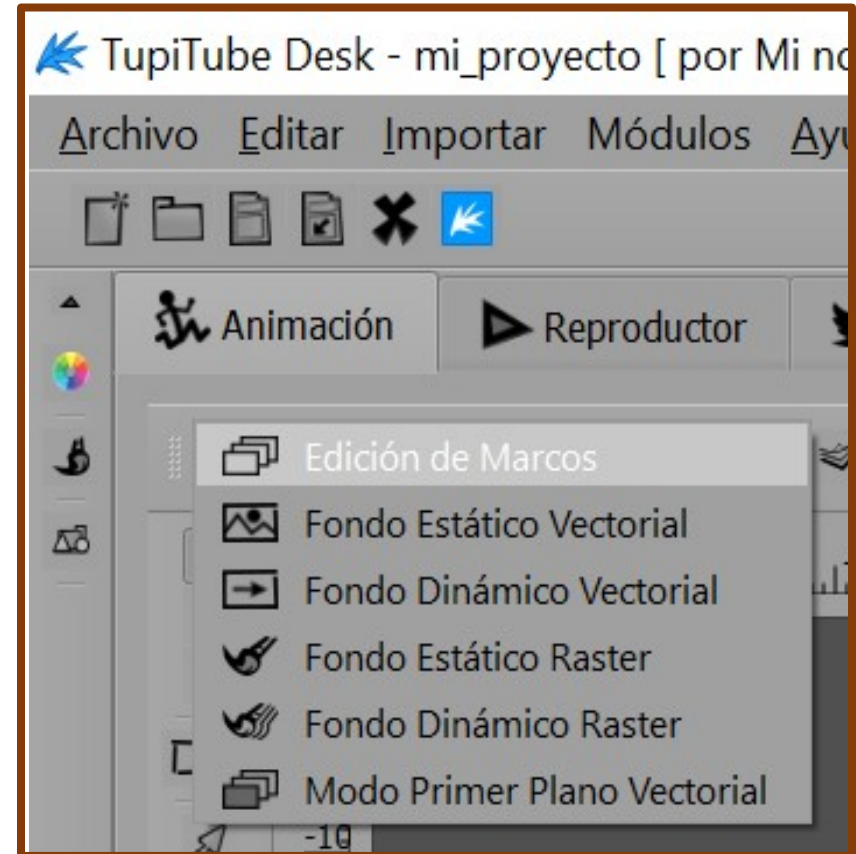 TupiTube Desk - mi_proyecto [ por Mi
Archivo Editar Importar Módulos
Animación Reproductor
Edición de Marcos
Fondo Estático Vectorial
Fondo Dinámico Vectorial
Fondo Estático Raster
Fondo Dinámico Raster
Modo Primer Plano Vectorial
-10